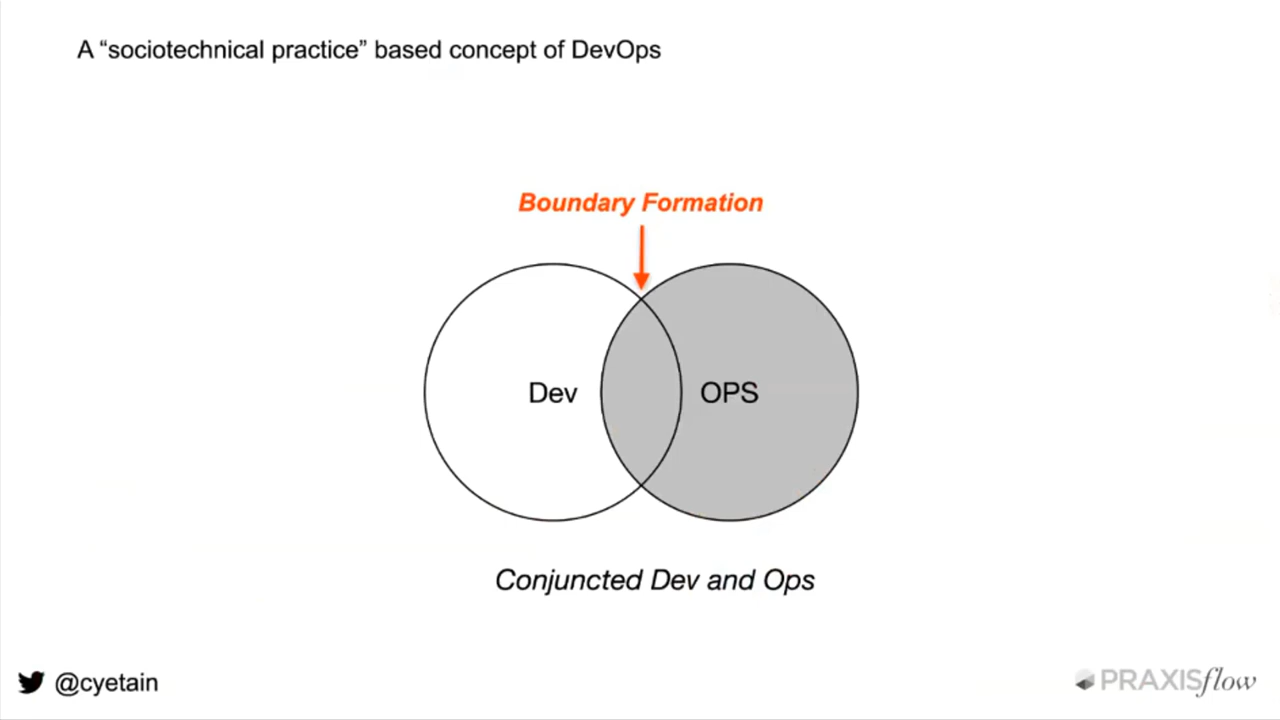 A “sociotechnical practice” based concept of DevOps
Boundary Formation
Dev
OPS
Conjuncted Dev and Ops
@cyetain
PRAXISflow